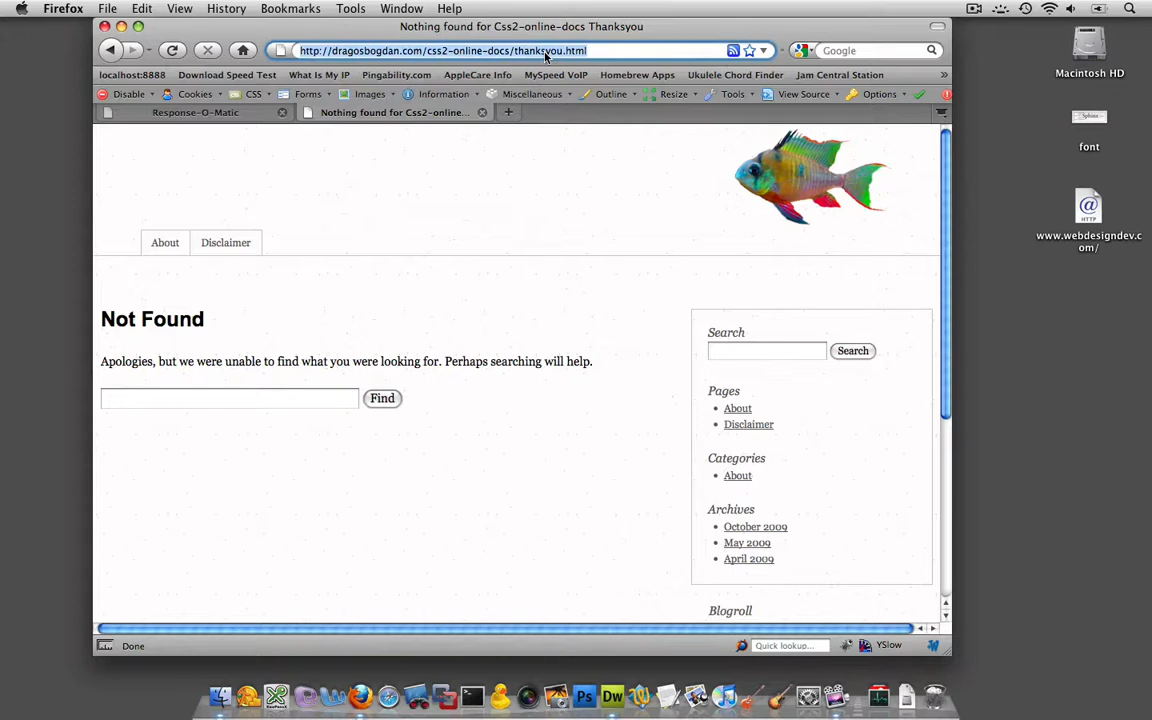 Firefox File Edit View History Bookmarks Tools Window Help
Nothing found for Css2-online-docs Thanksyou
http://dragosbogdan.com/css2-online-docs/thanksyou.html
Google
localhost:8888 Download Speed Test What Is My IP Pingability.com AppleCare Info MySpeed VoIP Homebrew Apps Ukulele Chord Finder Jam Central Station »
Disable Cookies CSS Forms Images Information Miscellaneous Outline Resize Tools View Source Options
Response-O-Matic
Nothing found for Css2-online...
Macintosh HD
font
www.webdesigndev.c
om/
About
Disclaimer
Not Found
Apologies, but we were unable to find what you were looking for. Perhaps searching will help.
Find
Search
Search
Pages
About
Disclaimer
Categories
About
Archives
October 2009
May 2009
April 2009
Blogroll
Done
Quick lookup...
YSlow
Ps
Dw